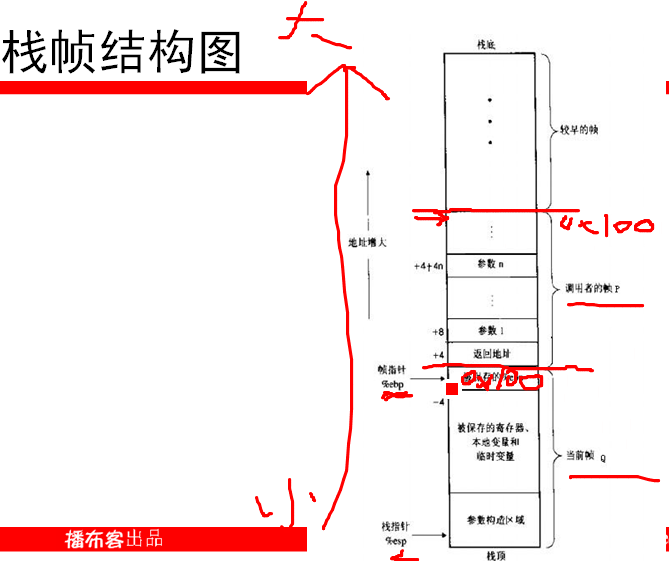 栈帧结构图
大
栈底
较早的帧
0x100
地址增大
+4+4n
参数 n
调用者的帧 P
+8
参数 1
+4
返回地址
帧指针
%ebp
0x100
-4
被保存的寄存器、
本地变量和
临时变量
当前帧 Q
小
参数构造区域
栈指针
%esp
栈顶
播布客出品